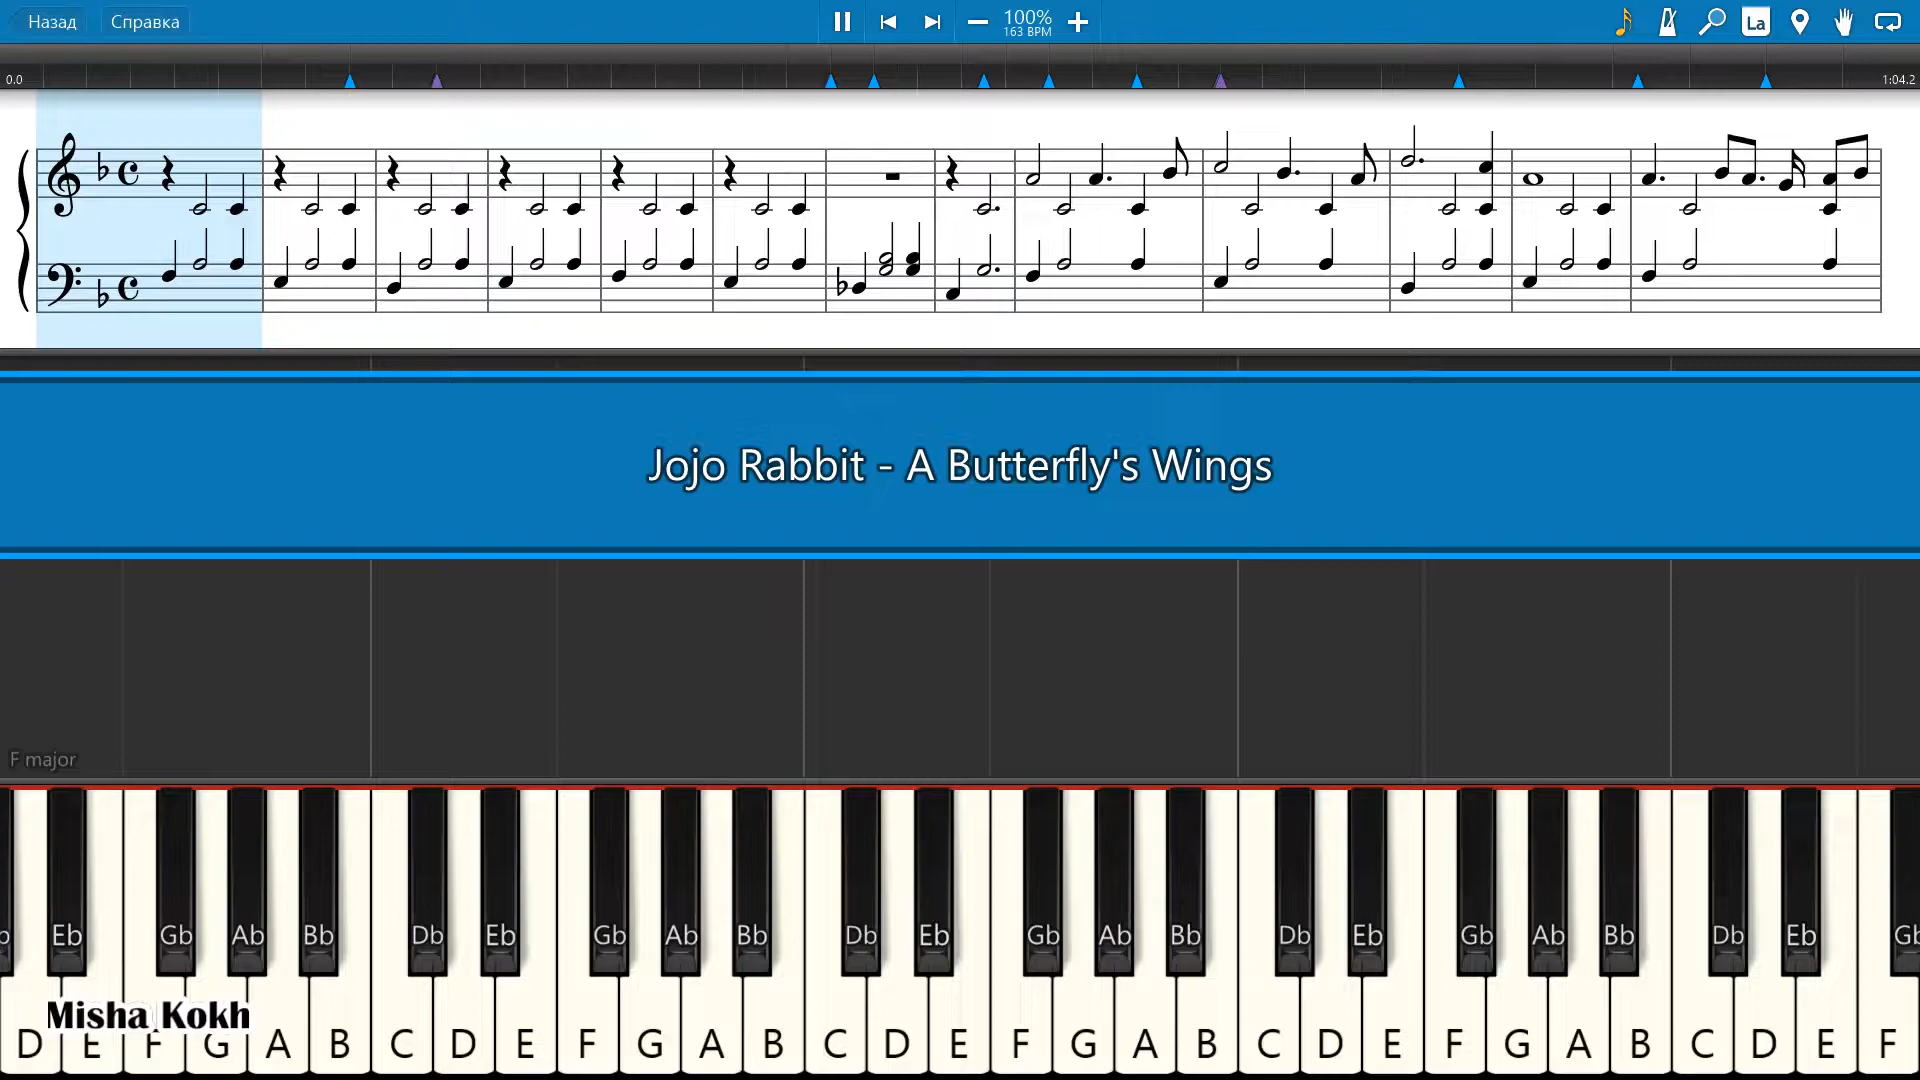 Назад
Справка
100%
163 BPM
La
0.0
1:04.2
Jojo Rabbit - A Butterfly's Wings
F major
Eb Gb Ab Bb Db Eb Gb Ab Bb Db Eb Gb Ab Bb Db Eb Gb Ab Bb Db Eb Gb
Misha Kokh
D E F G A B C D E F G A B C D E F G A B C D E F G A B C D E F